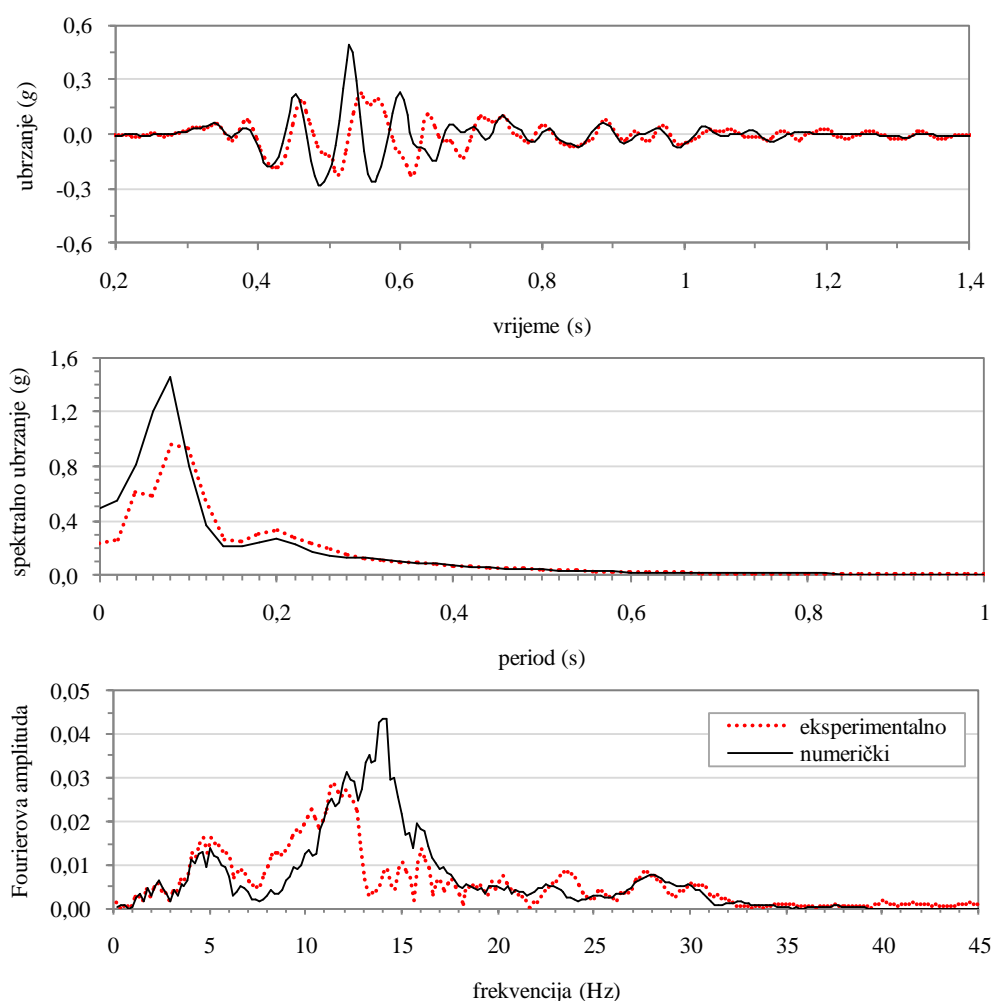 ubrzanje (g)
0,6
0,3
0,0
-0,3
-0,6
0,2 0,4 0,6 0,8 1 1,2 1,4
vrijeme (s)
spektralno ubrzanje (g)
1,6
1,2
0,8
0,4
0,0
0 0,2 0,4 0,6 0,8 1
period (s)
Fourierova amplituda
0,05
0,04
0,03
0,02
0,01
0,00
eksperimentalno
numerički
0 5 10 15 20 25 30 35 40 45
frekvencija (Hz)